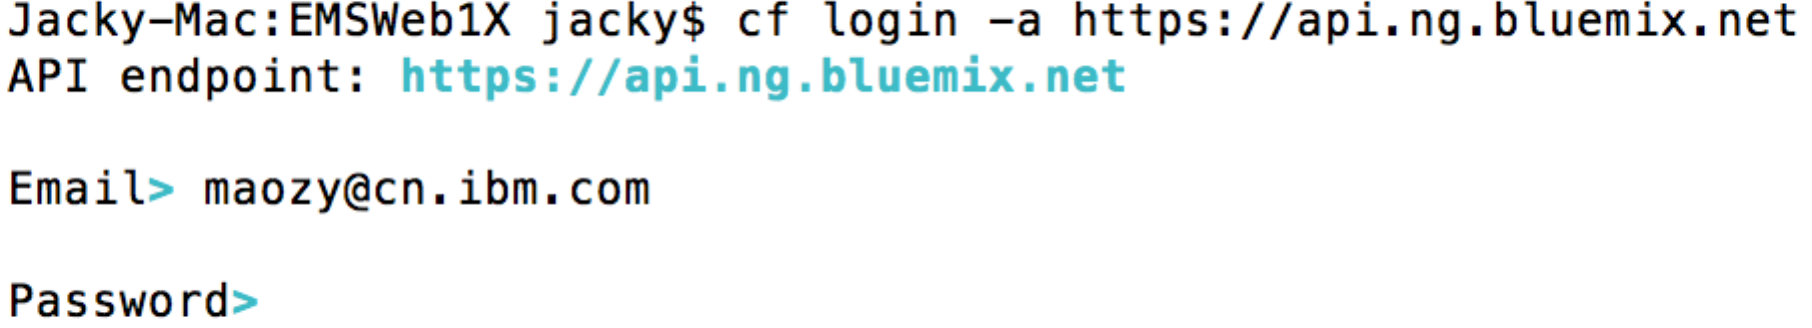 Jacky-Mac:EMSWeb1X jacky$ cf login -a https://api.ng.bluemix.net
API endpoint: https://api.ng.bluemix.net
Email> maozy@cn.ibm.com
Password>